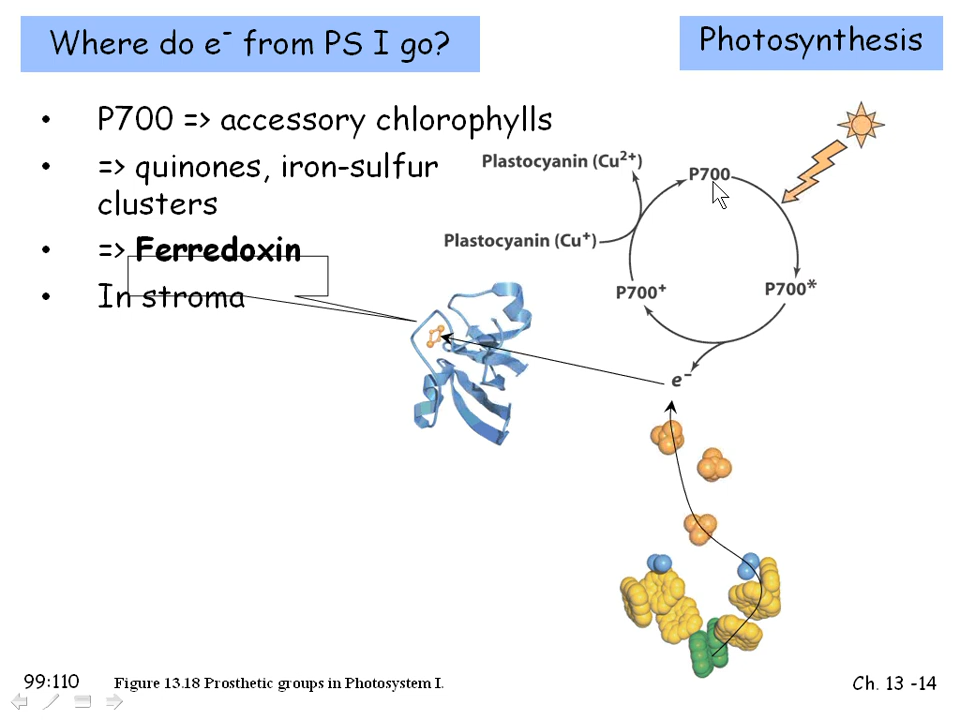 Where do e- from PS I go?
Photosynthesis
• P700 => accessory chlorophylls
• => quinones, iron-sulfur
clusters
• => Ferredoxin
• In stroma
Plastocyanin (Cu2+)
P700
Plastocyanin (Cu+)
P700+
P700*
e-
99:110
Figure 13.18 Prosthetic groups in Photosystem I.
Ch. 13 -14